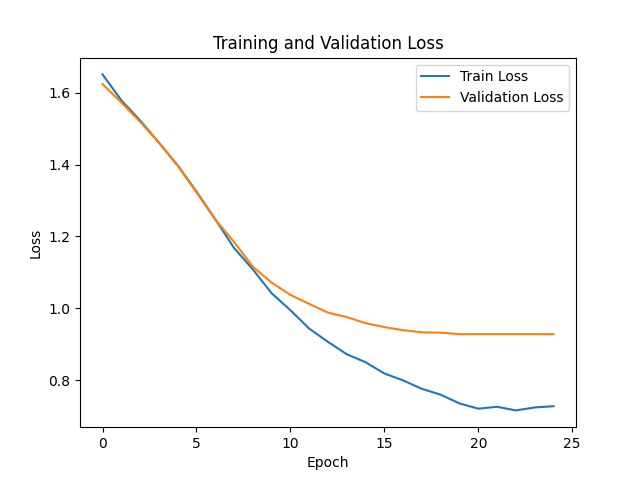 Training and Validation Loss
Train Loss
Validation Loss
1.6
1.4
1.2
1.0
0.8
Loss
0 5 10 15 20 25
Epoch